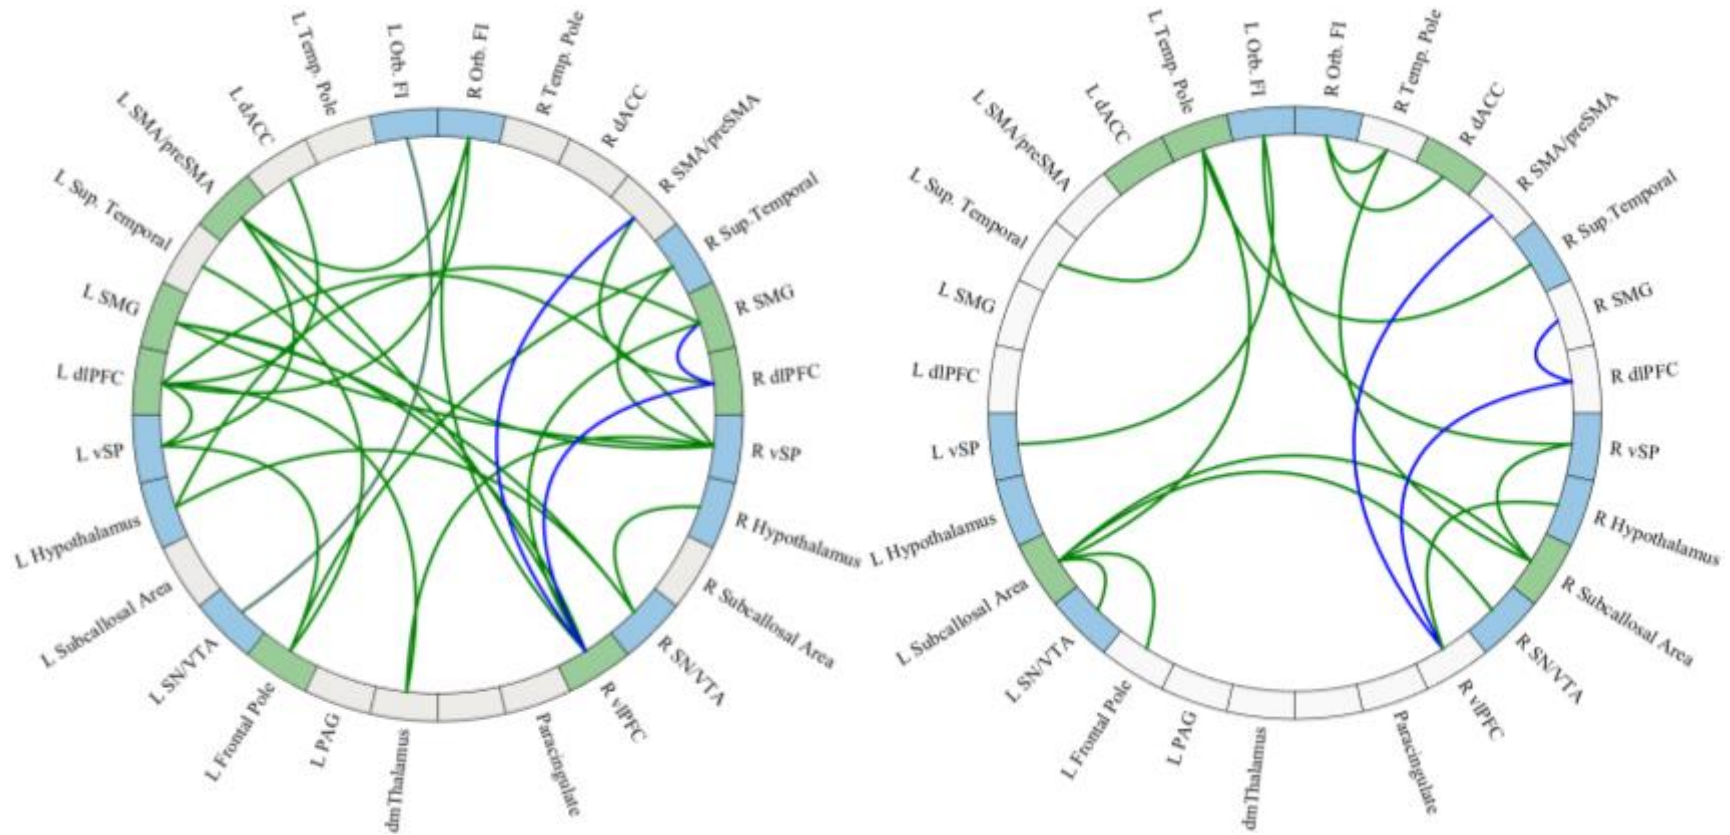 L Temp. Pole
L Orb. FI
R Orb. FI
R Temp. Pole
R dACC
R SMA/preSMA
R Sup.Temporal
R SMG
R dlPFC
R vSP
R Hypothalamus
R Subcallosal Area
R SN/VTA
R vlPFC
Paracingulate
dmThalamus
L PAG
L Frontal Pole
L SN/VTA
L Subcallosal Area
L Hypothalamus
L vSP
L dlPFC
L SMG
L Sup. Temporal
L SMA/preSMA
L dACC
L Temp. Pole
L Orb. FI
R Orb. FI
R Temp. Pole
R dACC
R SMA/preSMA
R Sup.Temporal
R SMG
R dlPFC
R vSP
R Hypothalamus
R Subcallosal Area
R SN/VTA
R vlPFC
Paracingulate
dmThalamus
L PAG
L Frontal Pole
L SN/VTA
L Subcallosal Area
L Hypothalamus
L vSP
L dlPFC
L SMG
L Sup. Temporal
L SMA/preSMA
L dACC